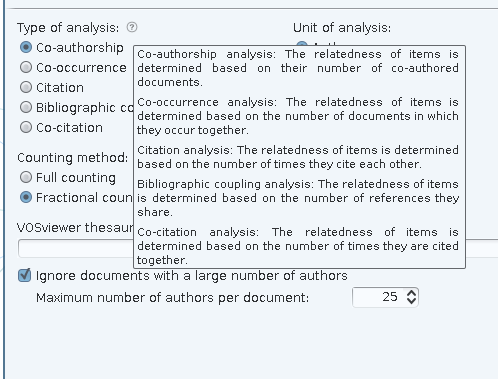 Type of analysis: ?
Unit of analysis:
Co-authorship
Co-occurrence
Citation
Bibliographic co
Co-citation
Counting method:
Full counting
Fractional coun
VOSviewer thesaur
Co-authorship analysis: The relatedness of items is
determined based on their number of co-authored
documents.
Co-occurrence analysis: The relatedness of items is
determined based on the number of documents in which
they occur together.
Citation analysis: The relatedness of items is determined
based on the number of times they cite each other.
Bibliographic coupling analysis: The relatedness of items
is determined based on the number of references they
share.
Co-citation analysis: The relatedness of items is
determined based on the number of times they are cited
together.
Ignore documents with a large number of authors
Maximum number of authors per document: 25